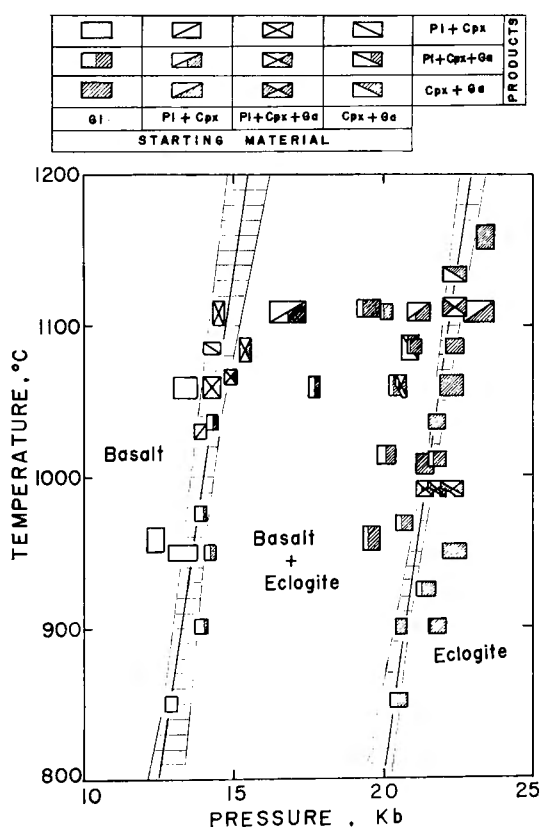 Pl + Cpx
Pl+Cpx+Ga
Cpx + Ga
PRODUCTS
Gl Pl + Cpx Pl+Cpx+Ga Cpx + Ga
STARTING MATERIAL
1200
1100
1000
900
800
TEMPERATURE, °C
Basalt
Basalt
+
Eclogite
Eclogite
10 15 20 25
PRESSURE , Kb